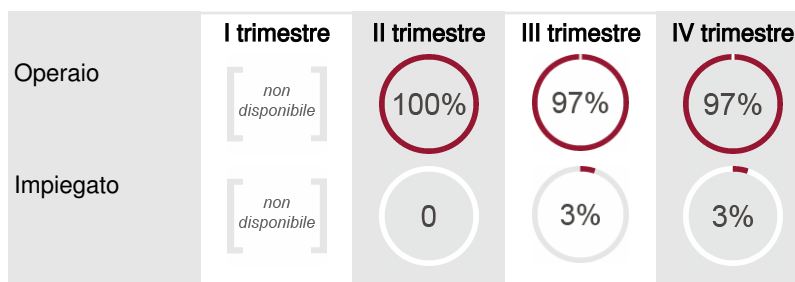 I trimestre II trimestre III trimestre IV trimestre
Operaio
non
disponibile
100% 97% 97%
Impiegato
non
disponibile
0 3% 3%